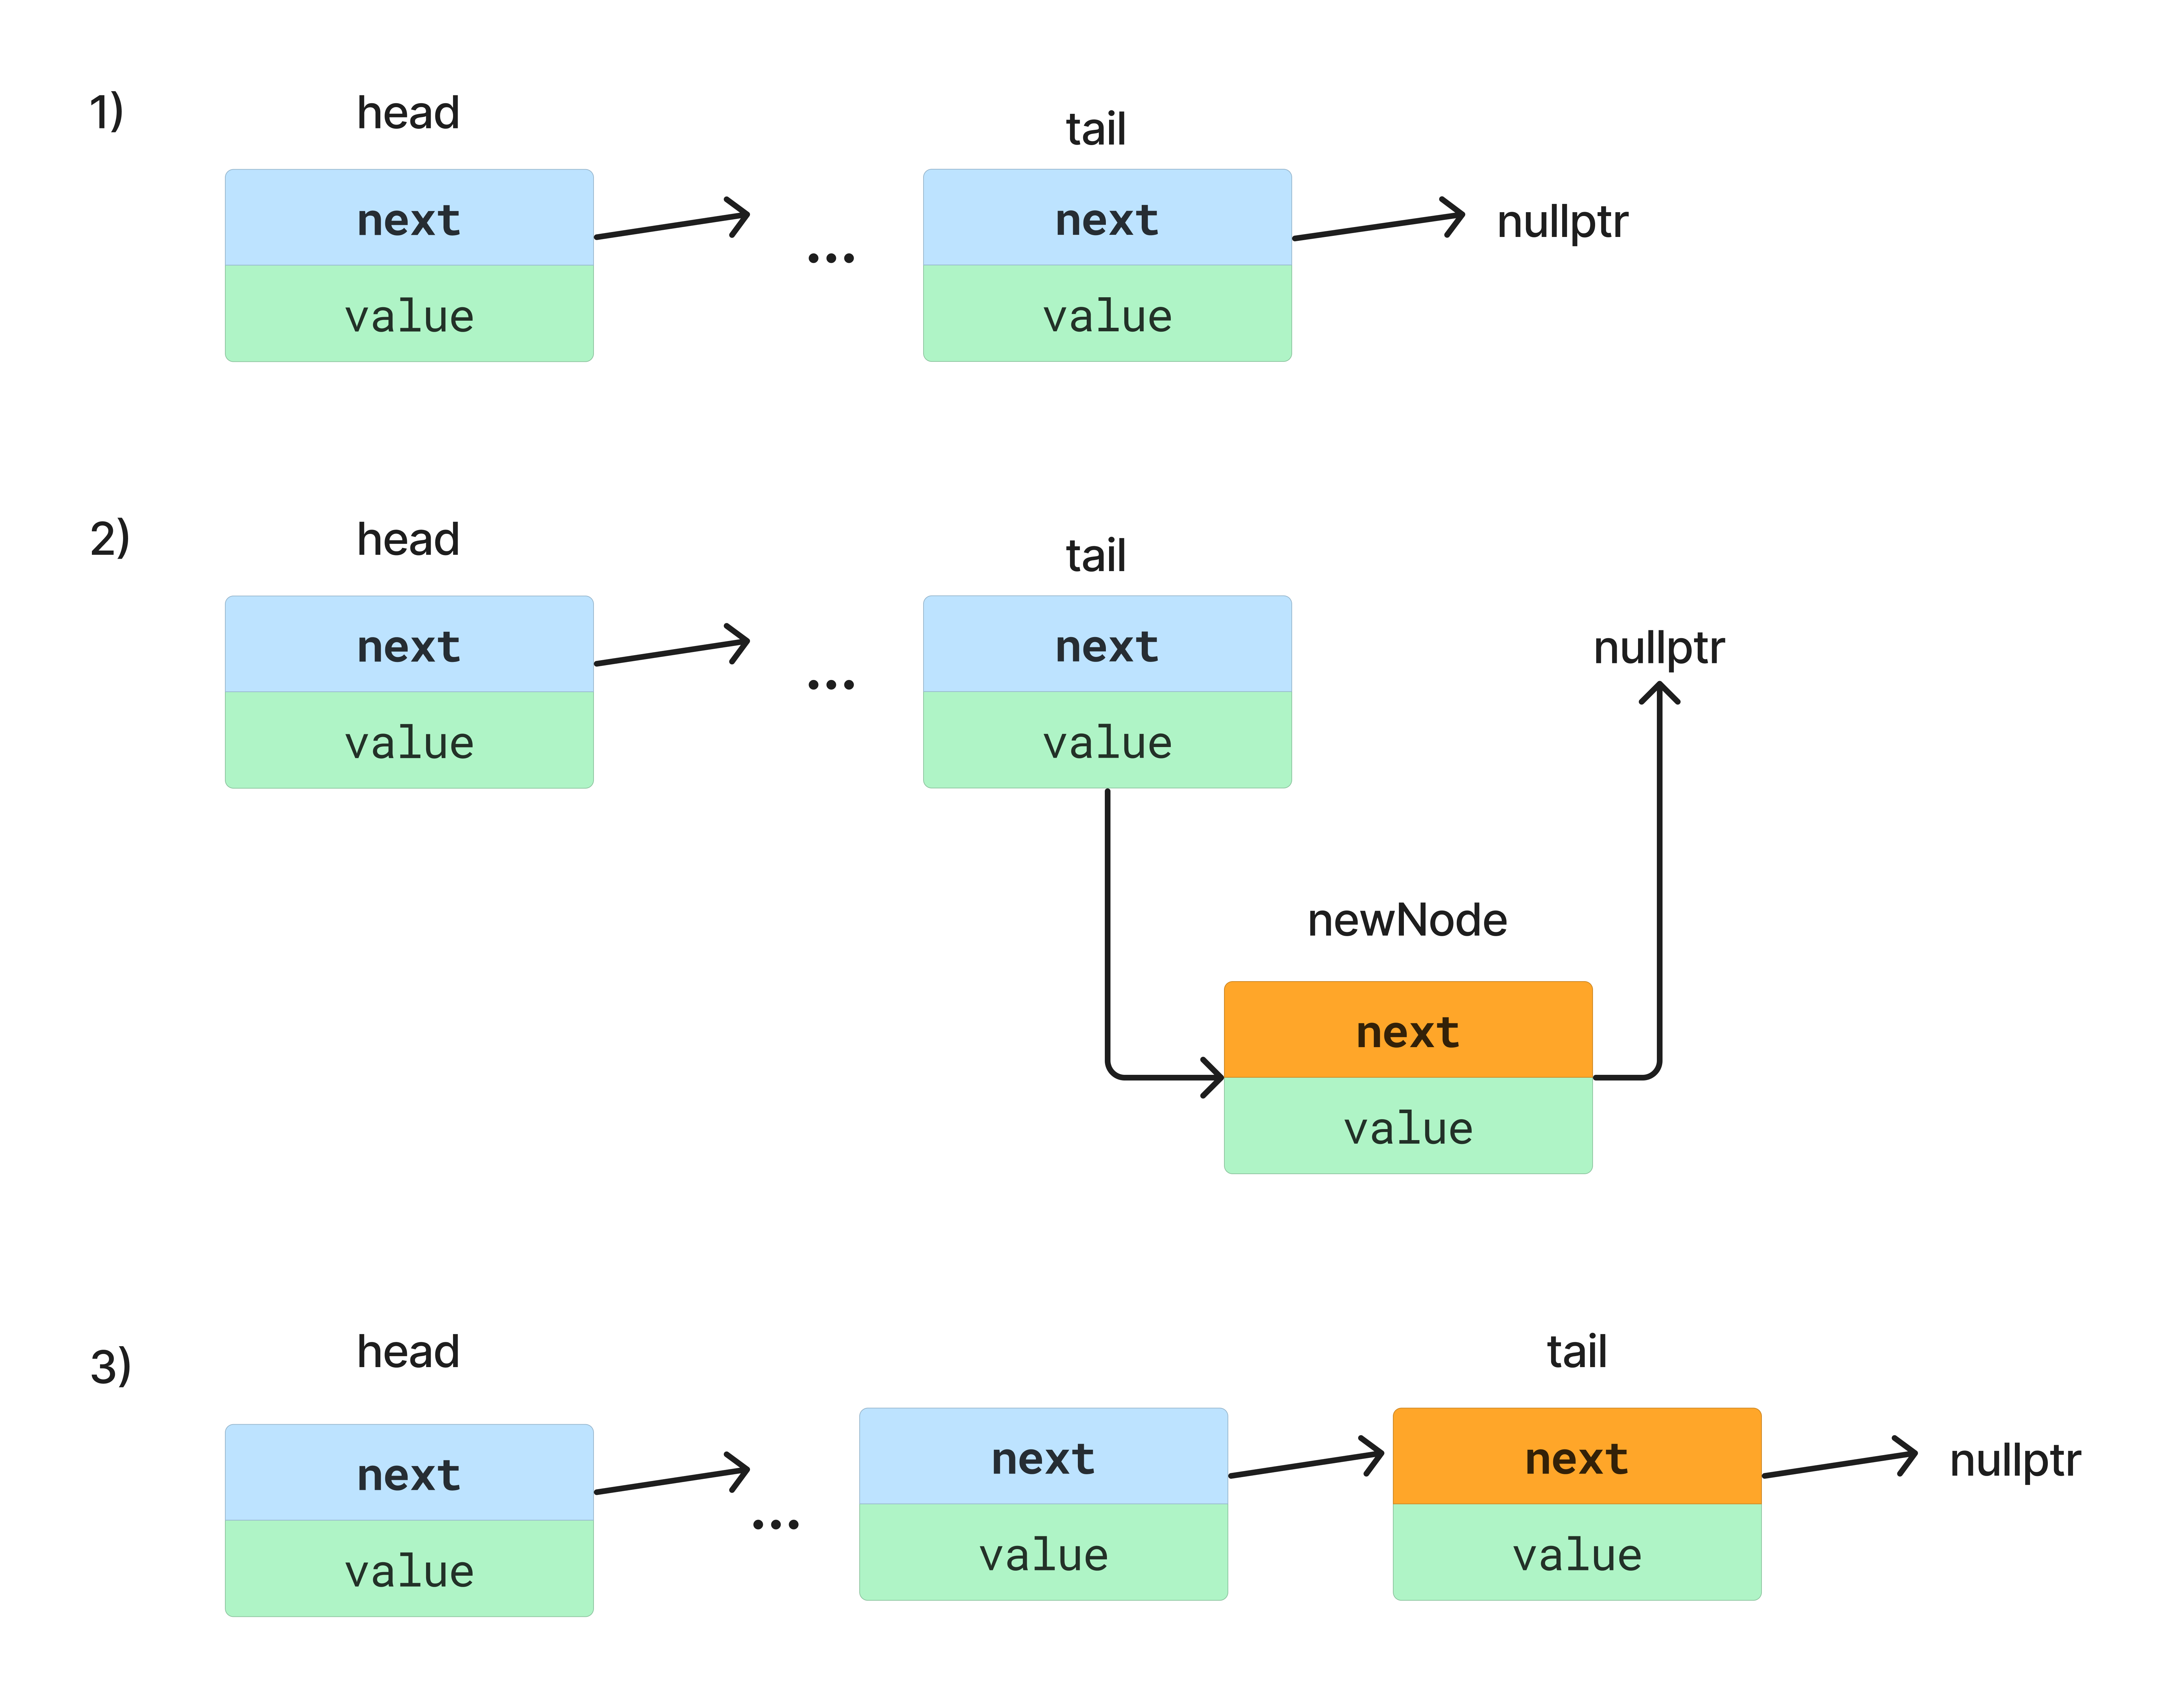 1)
head
tail
next
next
nullptr
...
value
value
2)
head
tail
next
next
nullptr
...
value
value
newNode
next
value
3)
head
tail
next
next
next
nullptr
...
value
value
value